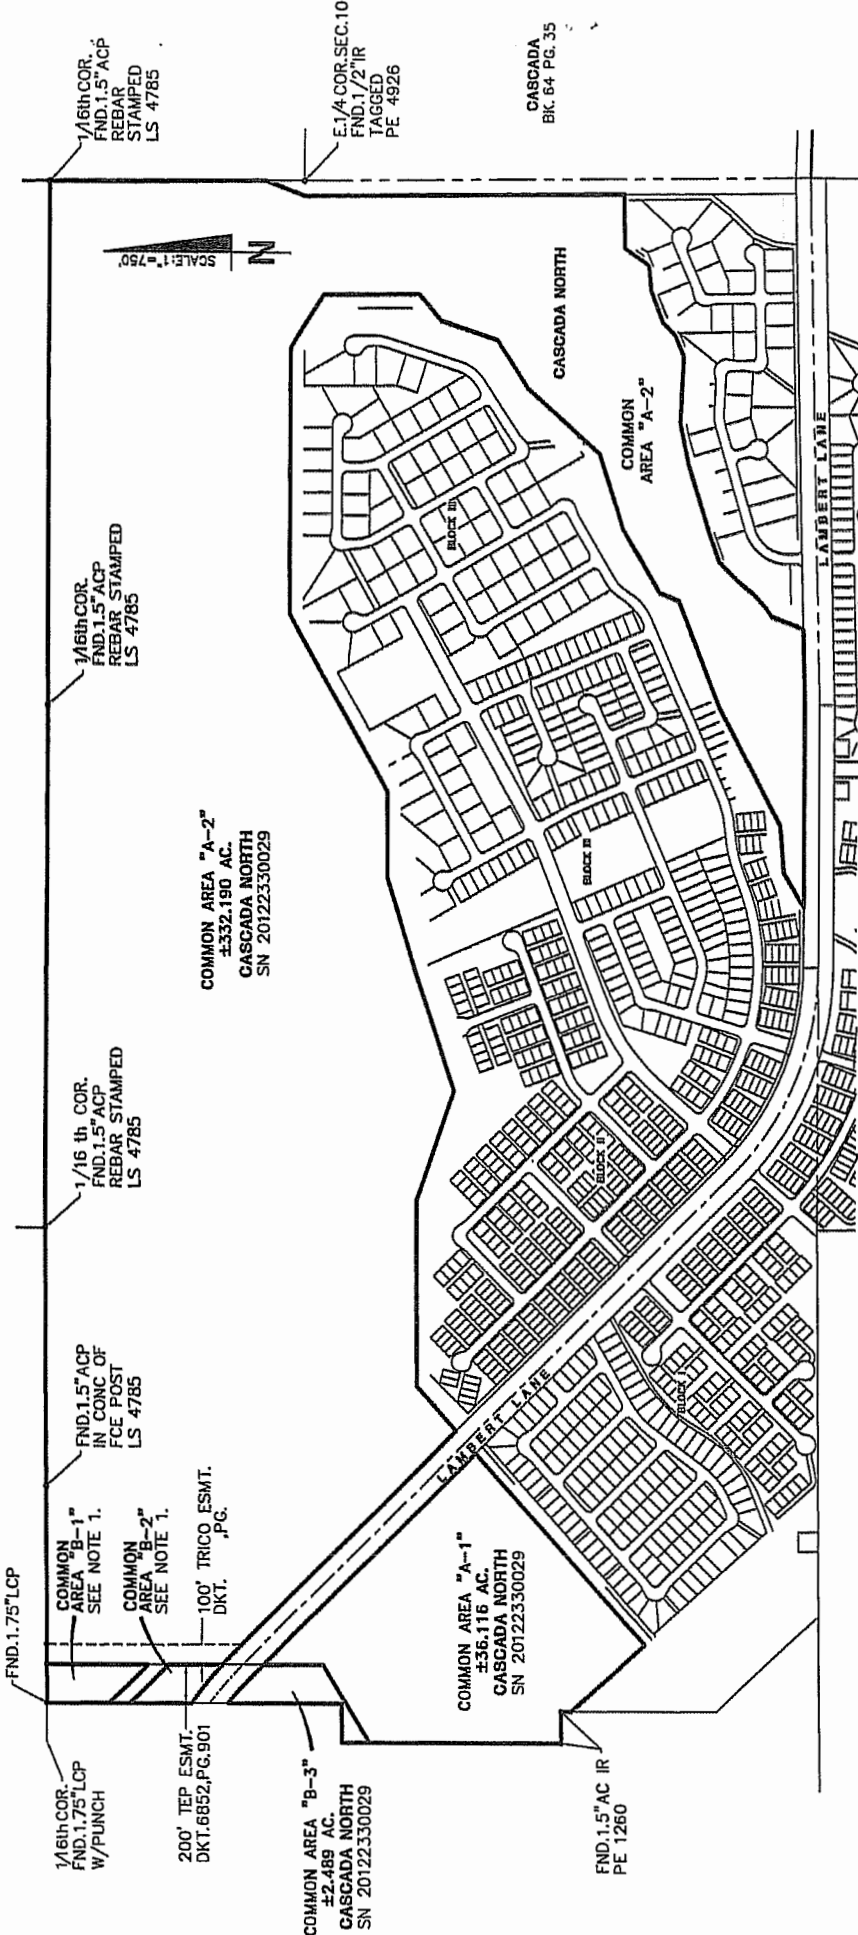 1/16th COR.
FND.1.5"ACP
REBAR
STAMPED
LS 4785
E.1/4 COR.SEC.10
FND.1/2"IR
TAGGED
PE 4926
CASCADA
BK. 64 PG. 35
SCALE:1"=750'
N
CASCADA NORTH
COMMON
AREA "A-2"
LAMBERT LANE
BLOCK III
1/16thCOR.
FND.1.5"ACP
REBAR STAMPED
LS 4785
COMMON AREA "A-2"
±332.190 AC.
CASCADA NORTH
SN 20122330029
1/16 th COR.
FND.1.5"ACP
REBAR STAMPED
LS 4785
BLOCK II
LAMBERT LANE
BLOCK I
FND.1.5"ACP
IN CONC OF
FCE POST
LS 4785
FND.1.75"LCP
COMMON
AREA "B-1"
SEE NOTE 1.
COMMON
AREA "B-2"
SEE NOTE 1.
100' TRICO ESMT.
DKT. ,PG.
COMMON AREA "A-1"
±36.116 AC.
CASCADA NORTH
SN 20122330029
1/16thCOR.
FND.1.75"LCP
W/PUNCH
200' TEP ESMT.
DKT.6852,PG.901
COMMON AREA "B-3"
±2.489 AC.
CASCADA NORTH
SN 20122330029
FND.1.5"AC IR
PE 1260